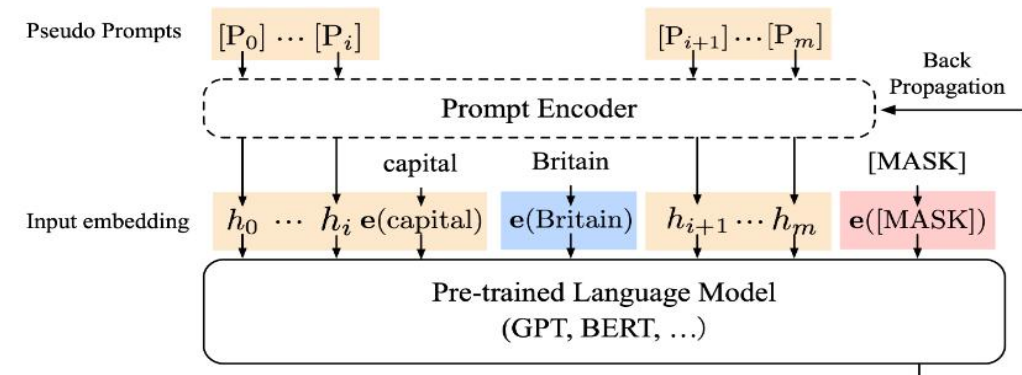 Pseudo Prompts [P₀] ⋯ [Pᵢ] [Pᵢ₊₁] ⋯ [Pₘ]
Back
Propagation
Prompt Encoder
capital Britain [MASK]
Input embedding h₀ ⋯ hᵢ e(capital) e(Britain) hᵢ₊₁ ⋯ hₘ e([MASK])
Pre-trained Language Model
(GPT, BERT, …)